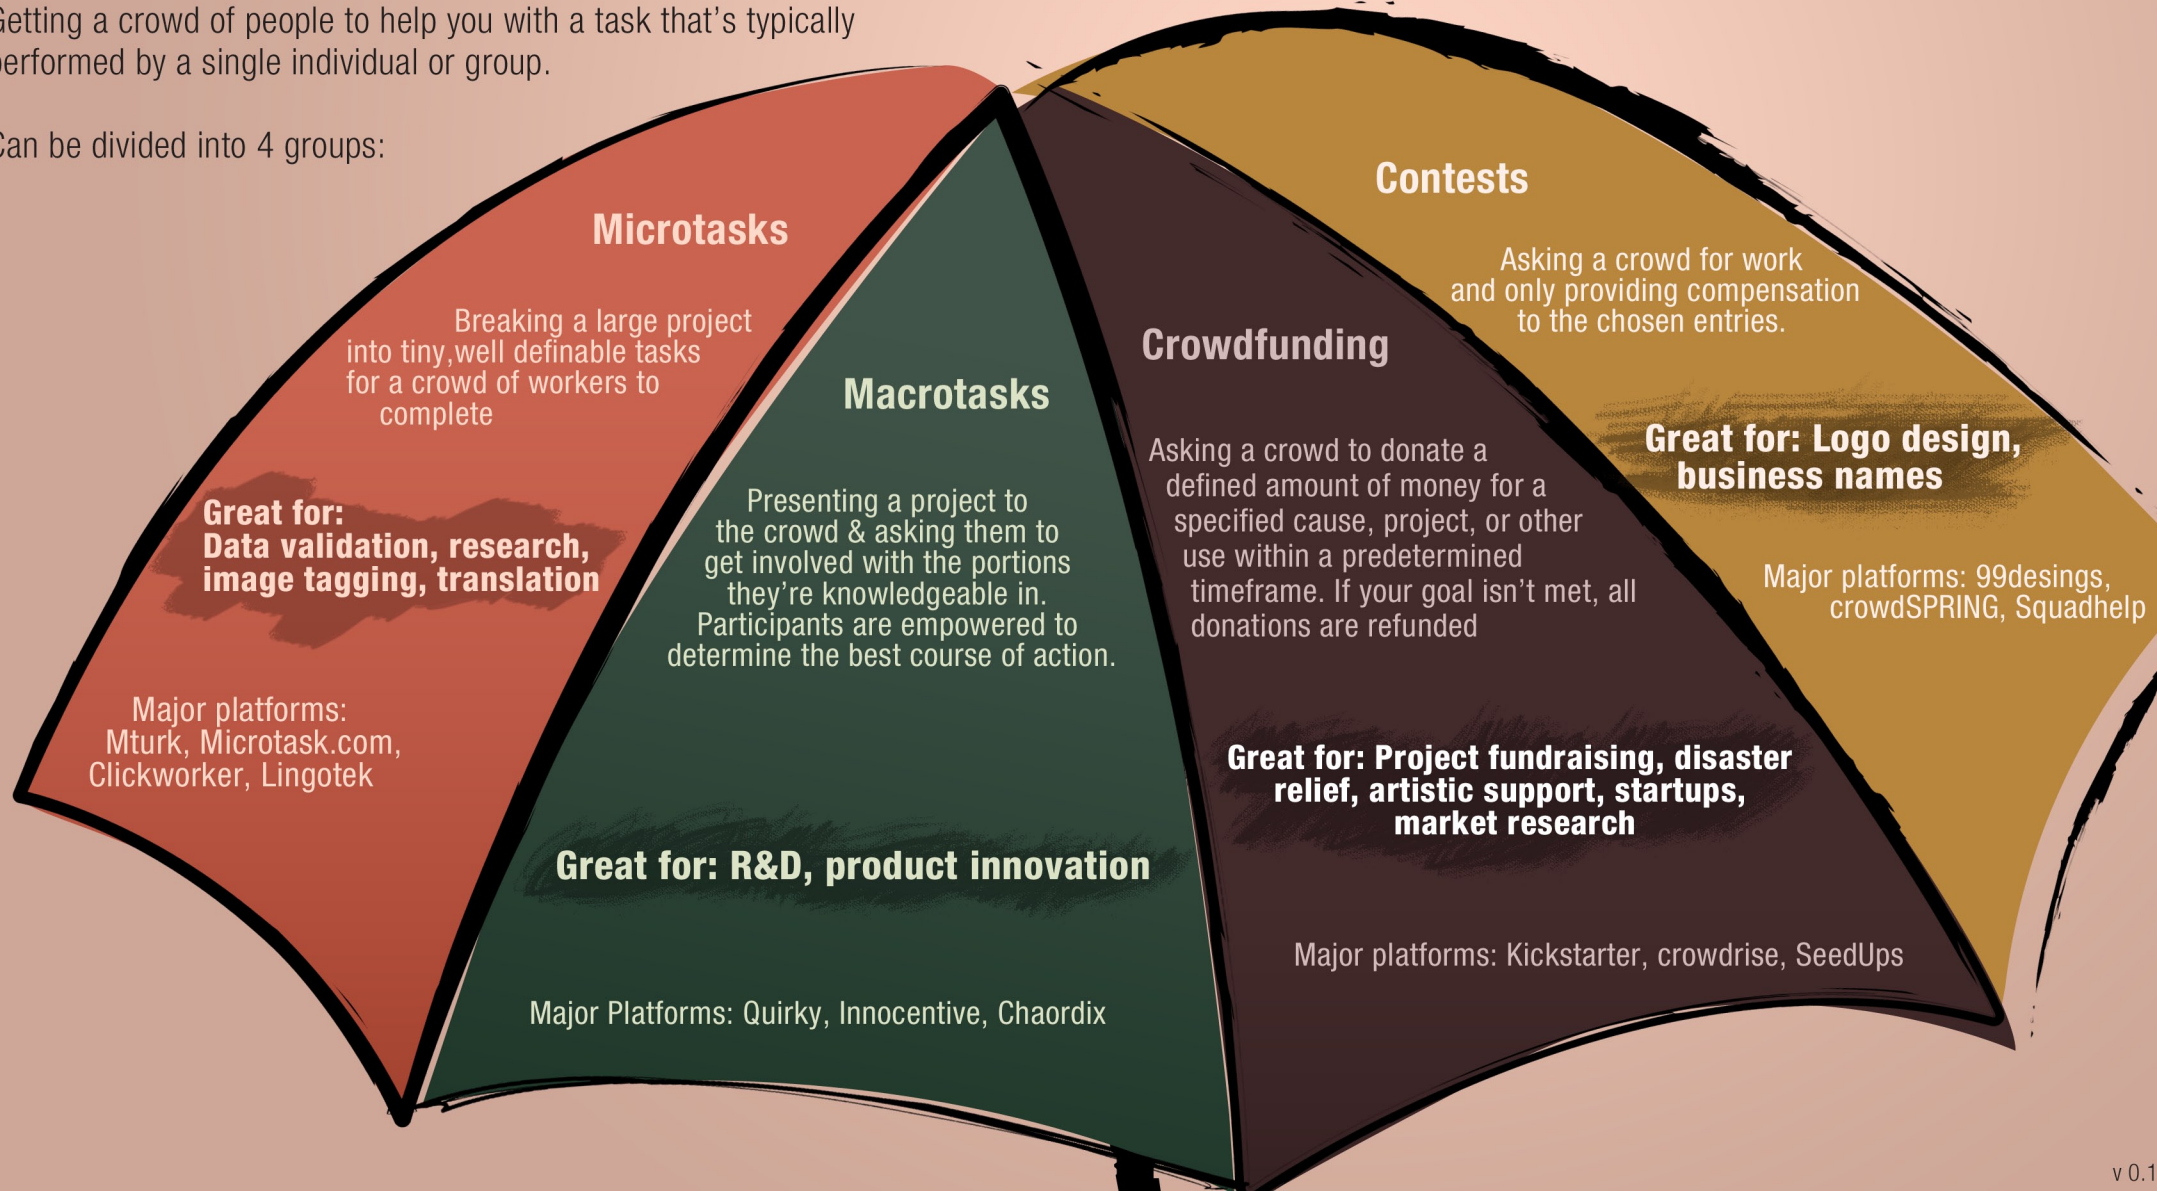 Getting a crowd of people to help you with a task that's typically
performed by a single individual or group.
Can be divided into 4 groups:
Microtasks
Breaking a large project
into tiny,well definable tasks
for a crowd of workers to
complete
Great for:
Data validation, research,
image tagging, translation
Major platforms:
Mturk, Microtask.com,
Clickworker, Lingotek
Macrotasks
Presenting a project to
the crowd & asking them to
get involved with the portions
they're knowledgeable in.
Participants are empowered to
determine the best course of action.
Great for: R&D, product innovation
Major Platforms: Quirky, Innocentive, Chaordix
Crowdfunding
Asking a crowd to donate a
defined amount of money for a
specified cause, project, or other
use within a predetermined
timeframe. If your goal isn't met, all
donations are refunded
Great for: Project fundraising, disaster
relief, artistic support, startups,
market research
Major platforms: Kickstarter, crowdrise, SeedUps
Contests
Asking a crowd for work
and only providing compensation
to the chosen entries.
Great for: Logo design,
business names
Major platforms: 99desings,
crowdSPRING, Squadhelp
v 0.1